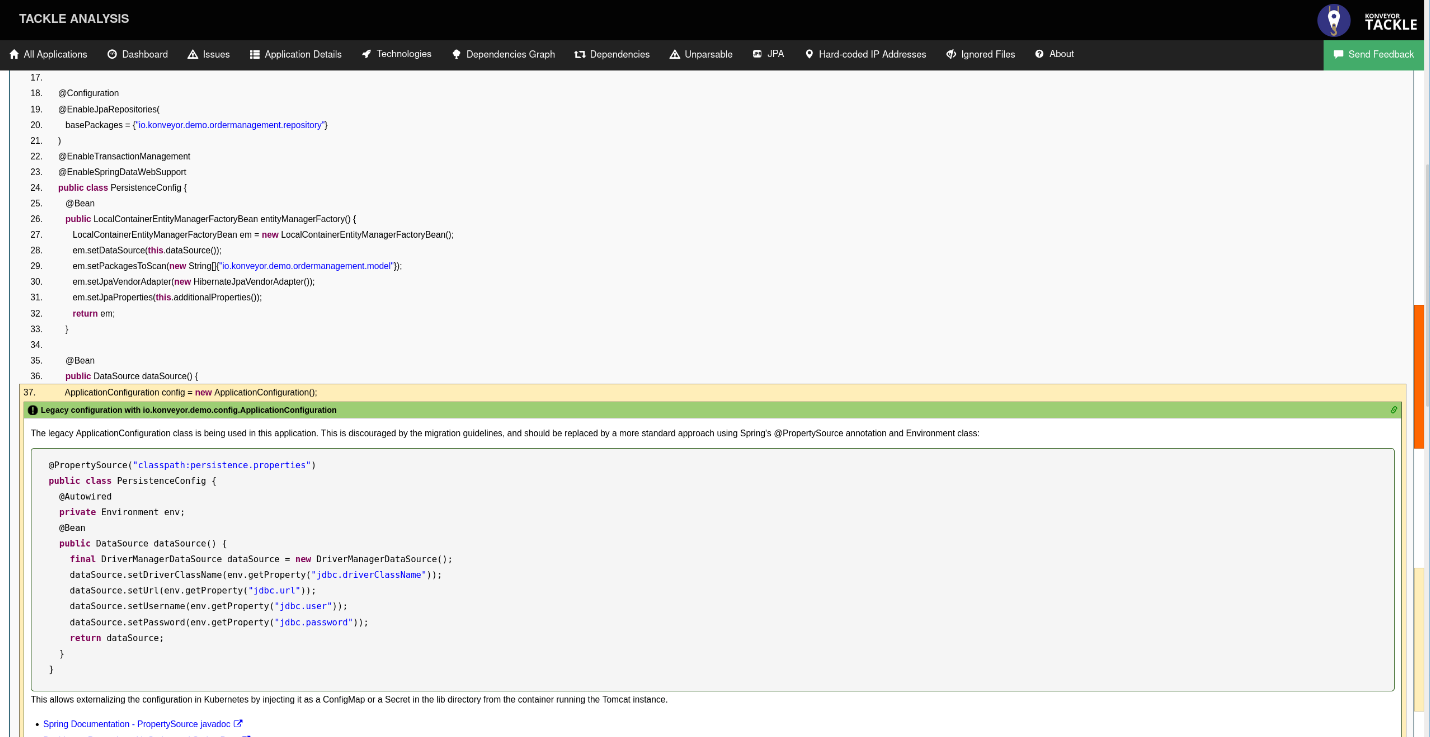 TACKLE ANALYSIS
KONVEYOR
TACKLE
All Applications Dashboard Issues Application Details Technologies Dependencies Graph Dependencies Unparsable JPA Hard-coded IP Addresses Ignored Files About Send Feedback
17.
18. @Configuration
19. @EnableJpaRepositories(
20. basePackages = {"io.konveyor.demo.ordermanagement.repository"}
21. )
22. @EnableTransactionManagement
23. @EnableSpringDataWebSupport
24. public class PersistenceConfig {
25. @Bean
26. public LocalContainerEntityManagerFactoryBean entityManagerFactory() {
27. LocalContainerEntityManagerFactoryBean em = new LocalContainerEntityManagerFactoryBean();
28. em.setDataSource(this.dataSource());
29. em.setPackagesToScan(new String[]{"io.konveyor.demo.ordermanagement.model"});
30. em.setJpaVendorAdapter(new HibernateJpaVendorAdapter());
31. em.setJpaProperties(this.additionalProperties());
32. return em;
33. }
34.
35. @Bean
36. public DataSource dataSource() {
37. ApplicationConfiguration config = new ApplicationConfiguration();
Legacy configuration with io.konveyor.demo.config.ApplicationConfiguration
The legacy ApplicationConfiguration class is being used in this application. This is discouraged by the migration guidelines, and should be replaced by a more standard approach using Spring's @PropertySource annotation and Environment class:
@PropertySource("classpath:persistence.properties")
public class PersistenceConfig {
@Autowired
private Environment env;
@Bean
public DataSource dataSource() {
final DriverManagerDataSource dataSource = new DriverManagerDataSource();
dataSource.setDriverClassName(env.getProperty("jdbc.driverClassName"));
dataSource.setUrl(env.getProperty("jdbc.url"));
dataSource.setUsername(env.getProperty("jdbc.user"));
dataSource.setPassword(env.getProperty("jdbc.password"));
return dataSource;
}
}
This allows externalizing the configuration in Kubernetes by injecting it as a ConfigMap or a Secret in the lib directory from the container running the Tomcat instance.
• Spring Documentation - PropertySource javadoc